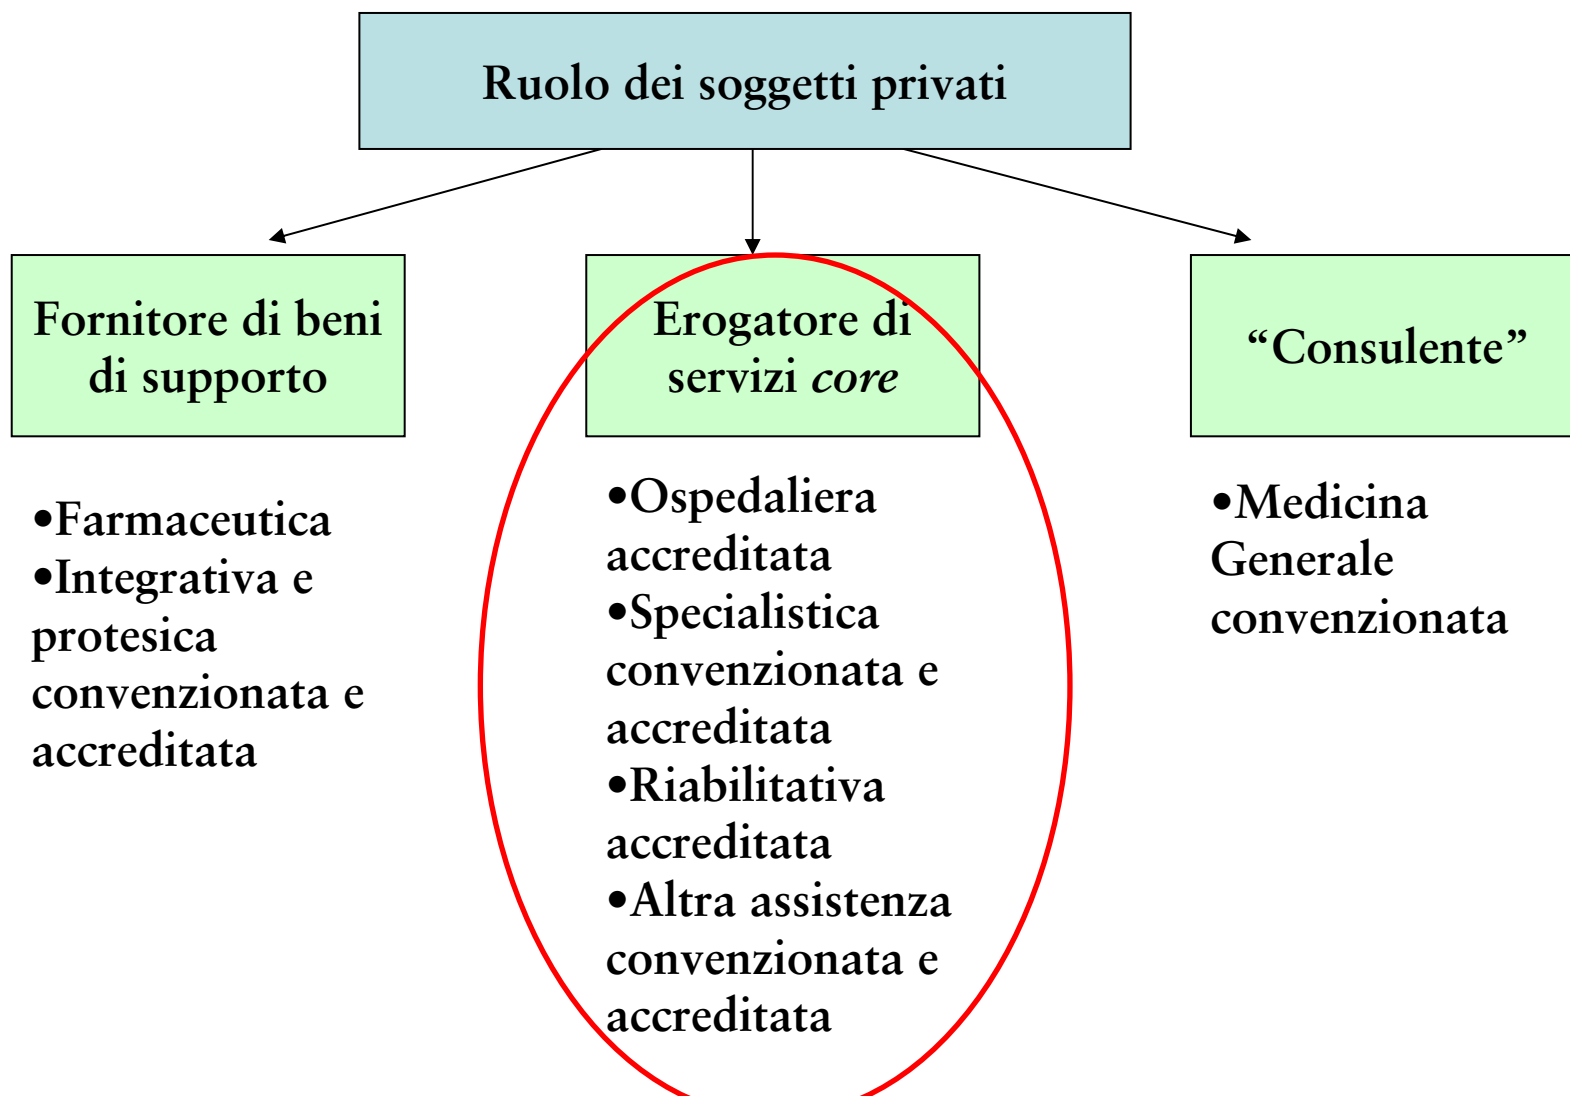 Ruolo dei soggetti privati
Fornitore di beni
di supporto
•Farmaceutica
•Integrativa e
protesica
convenzionata e
accreditata
Erogatore di
servizi core
•Ospedaliera
accreditata
•Specialistica
convenzionata e
accreditata
•Riabilitativa
accreditata
•Altra assistenza
convenzionata e
accreditata
“Consulente”
•Medicina
Generale
convenzionata